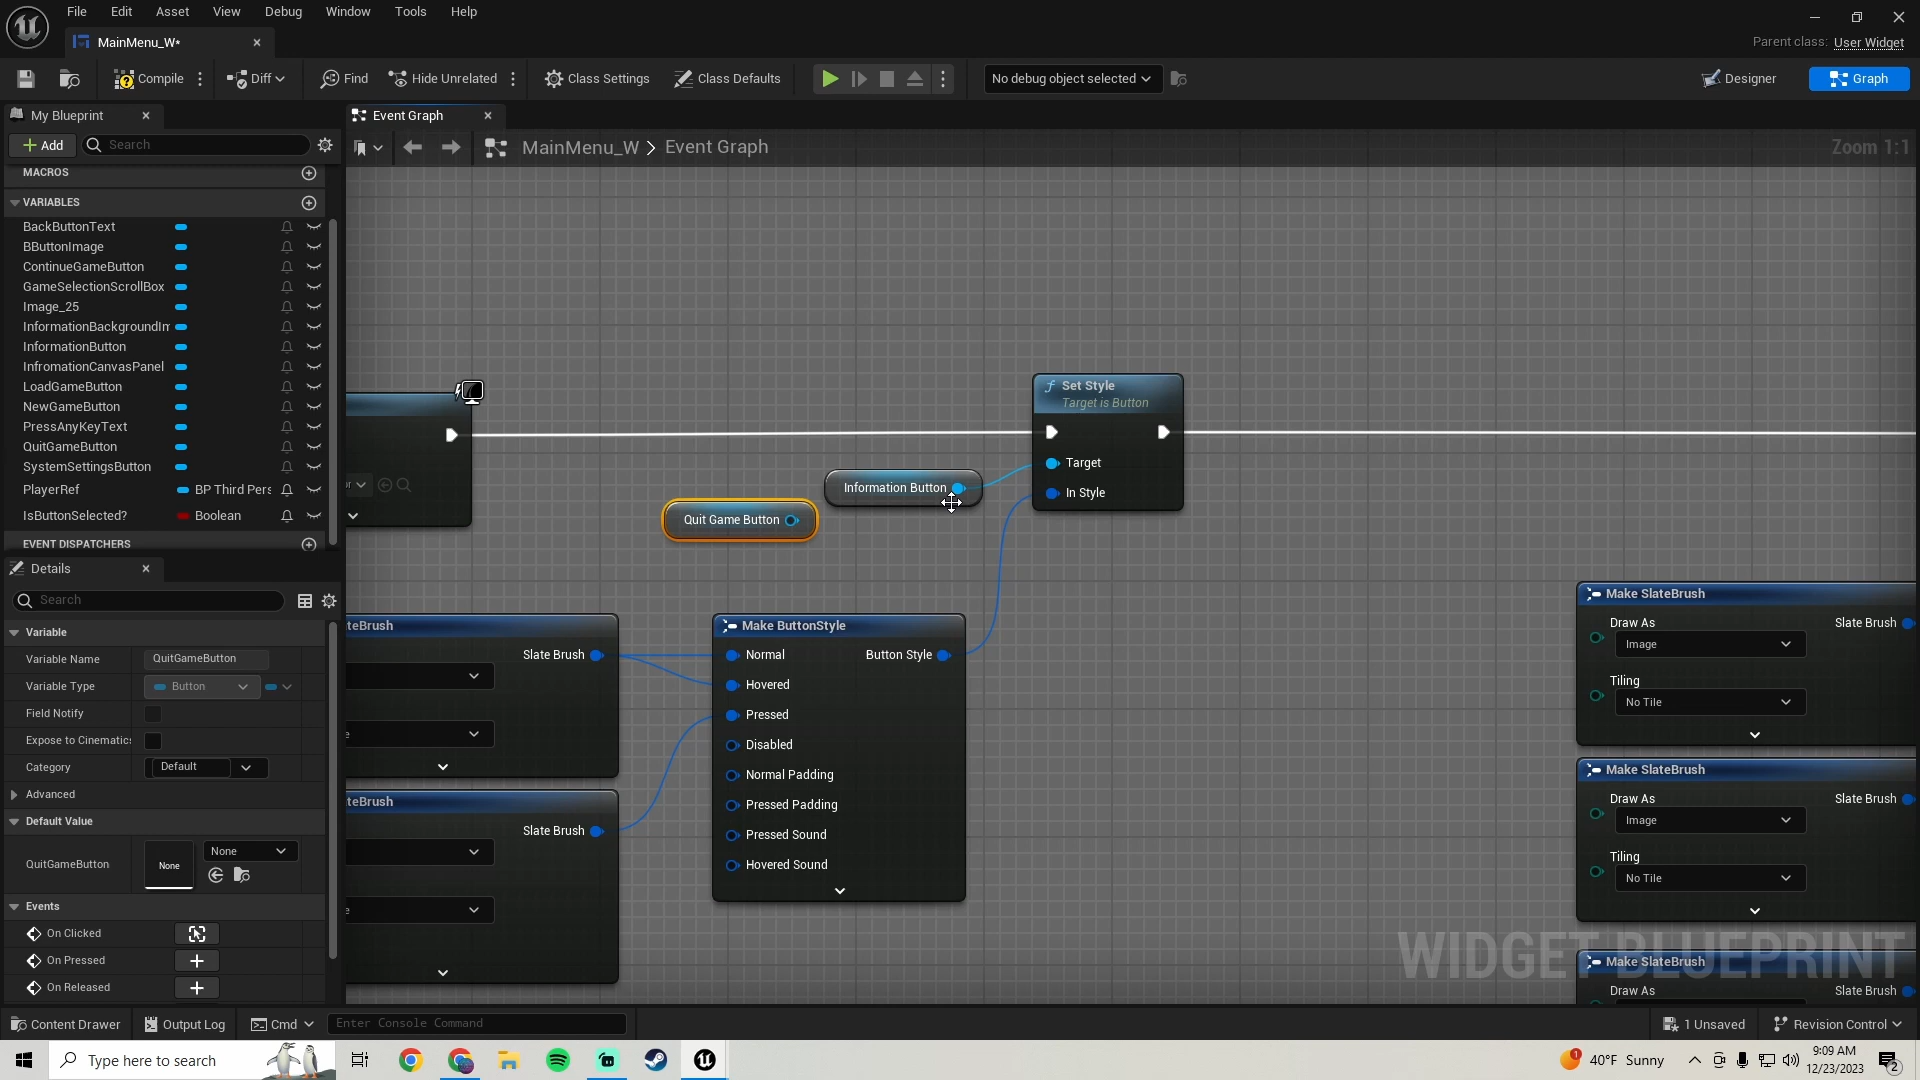 File Edit Asset View Debug Window Tools Help
MainMenu_W*
Parent class: User Widget
Compile Diff Find Hide Unrelated Class Settings Class Defaults No debug object selected Designer Graph
My Blueprint Event Graph
Add Search
MainMenu_W > Event Graph Zoom 1:1
MACROS
VARIABLES
BackButtonText
BButtonImage
ContinueGameButton
GameSelectionScrollBox
Image_25
InformationBackgroundIm
InformationButton
InfromationCanvasPanel
LoadGameButton
NewGameButton
PressAnyKeyText
QuitGameButton
SystemSettingsButton
PlayerRef BP Third Pers
IsButtonSelected? Boolean
EVENT DISPATCHERS
Details
Search
Variable
Variable Name QuitGameButton
Variable Type Button
Field Notify
Expose to Cinematics
Category Default
Advanced
Default Value
QuitGameButton None None
Events
On Clicked
On Pressed
On Released
Set Style
Target is Button
Target
In Style
Information Button
Quit Game Button
teBrush
Slate Brush
teBrush
Slate Brush
Make ButtonStyle
Normal Button Style
Hovered
Pressed
Disabled
Normal Padding
Pressed Padding
Pressed Sound
Hovered Sound
Make SlateBrush
Draw As Slate Brush
Image
Tiling
No Tile
Make SlateBrush
Draw As Slate Brush
Image
Tiling
No Tile
Make SlateBrush
Draw As Slate Brush
WIDGET BLUEPRINT
Content Drawer Output Log Cmd Enter Console Command 1 Unsaved Revision Control
Type here to search 40°F Sunny 9:09 AM
12/23/2023 2